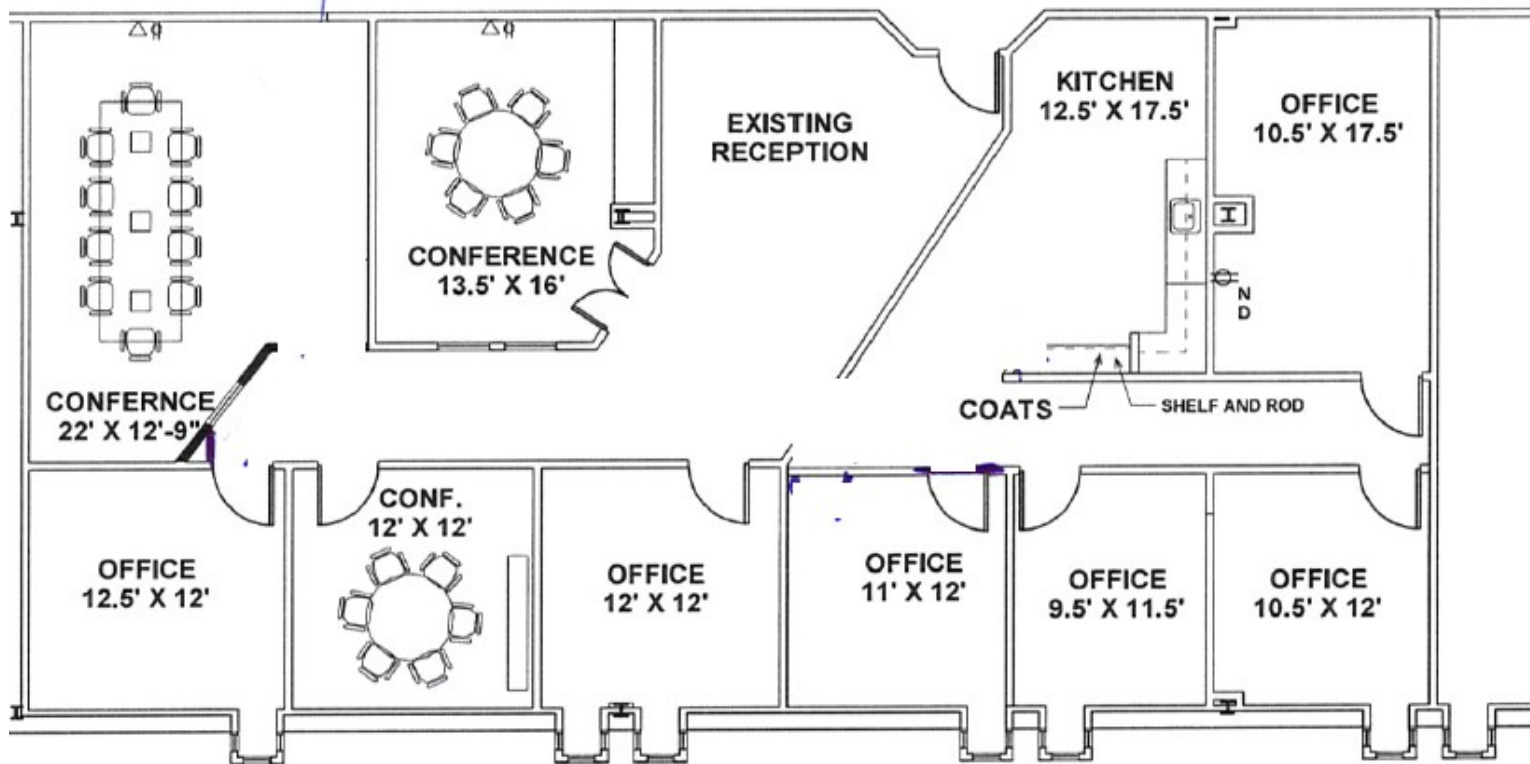 EXISTING
RECEPTION
KITCHEN
12.5' X 17.5'
OFFICE
10.5' X 17.5'
CONFERENCE
13.5' X 16'
N
D
CONFERNCE
22' X 12'-9"
COATS
SHELF AND ROD
CONF.
12' X 12'
OFFICE
12.5' X 12'
OFFICE
12' X 12'
OFFICE
11' X 12'
OFFICE
9.5' X 11.5'
OFFICE
10.5' X 12'